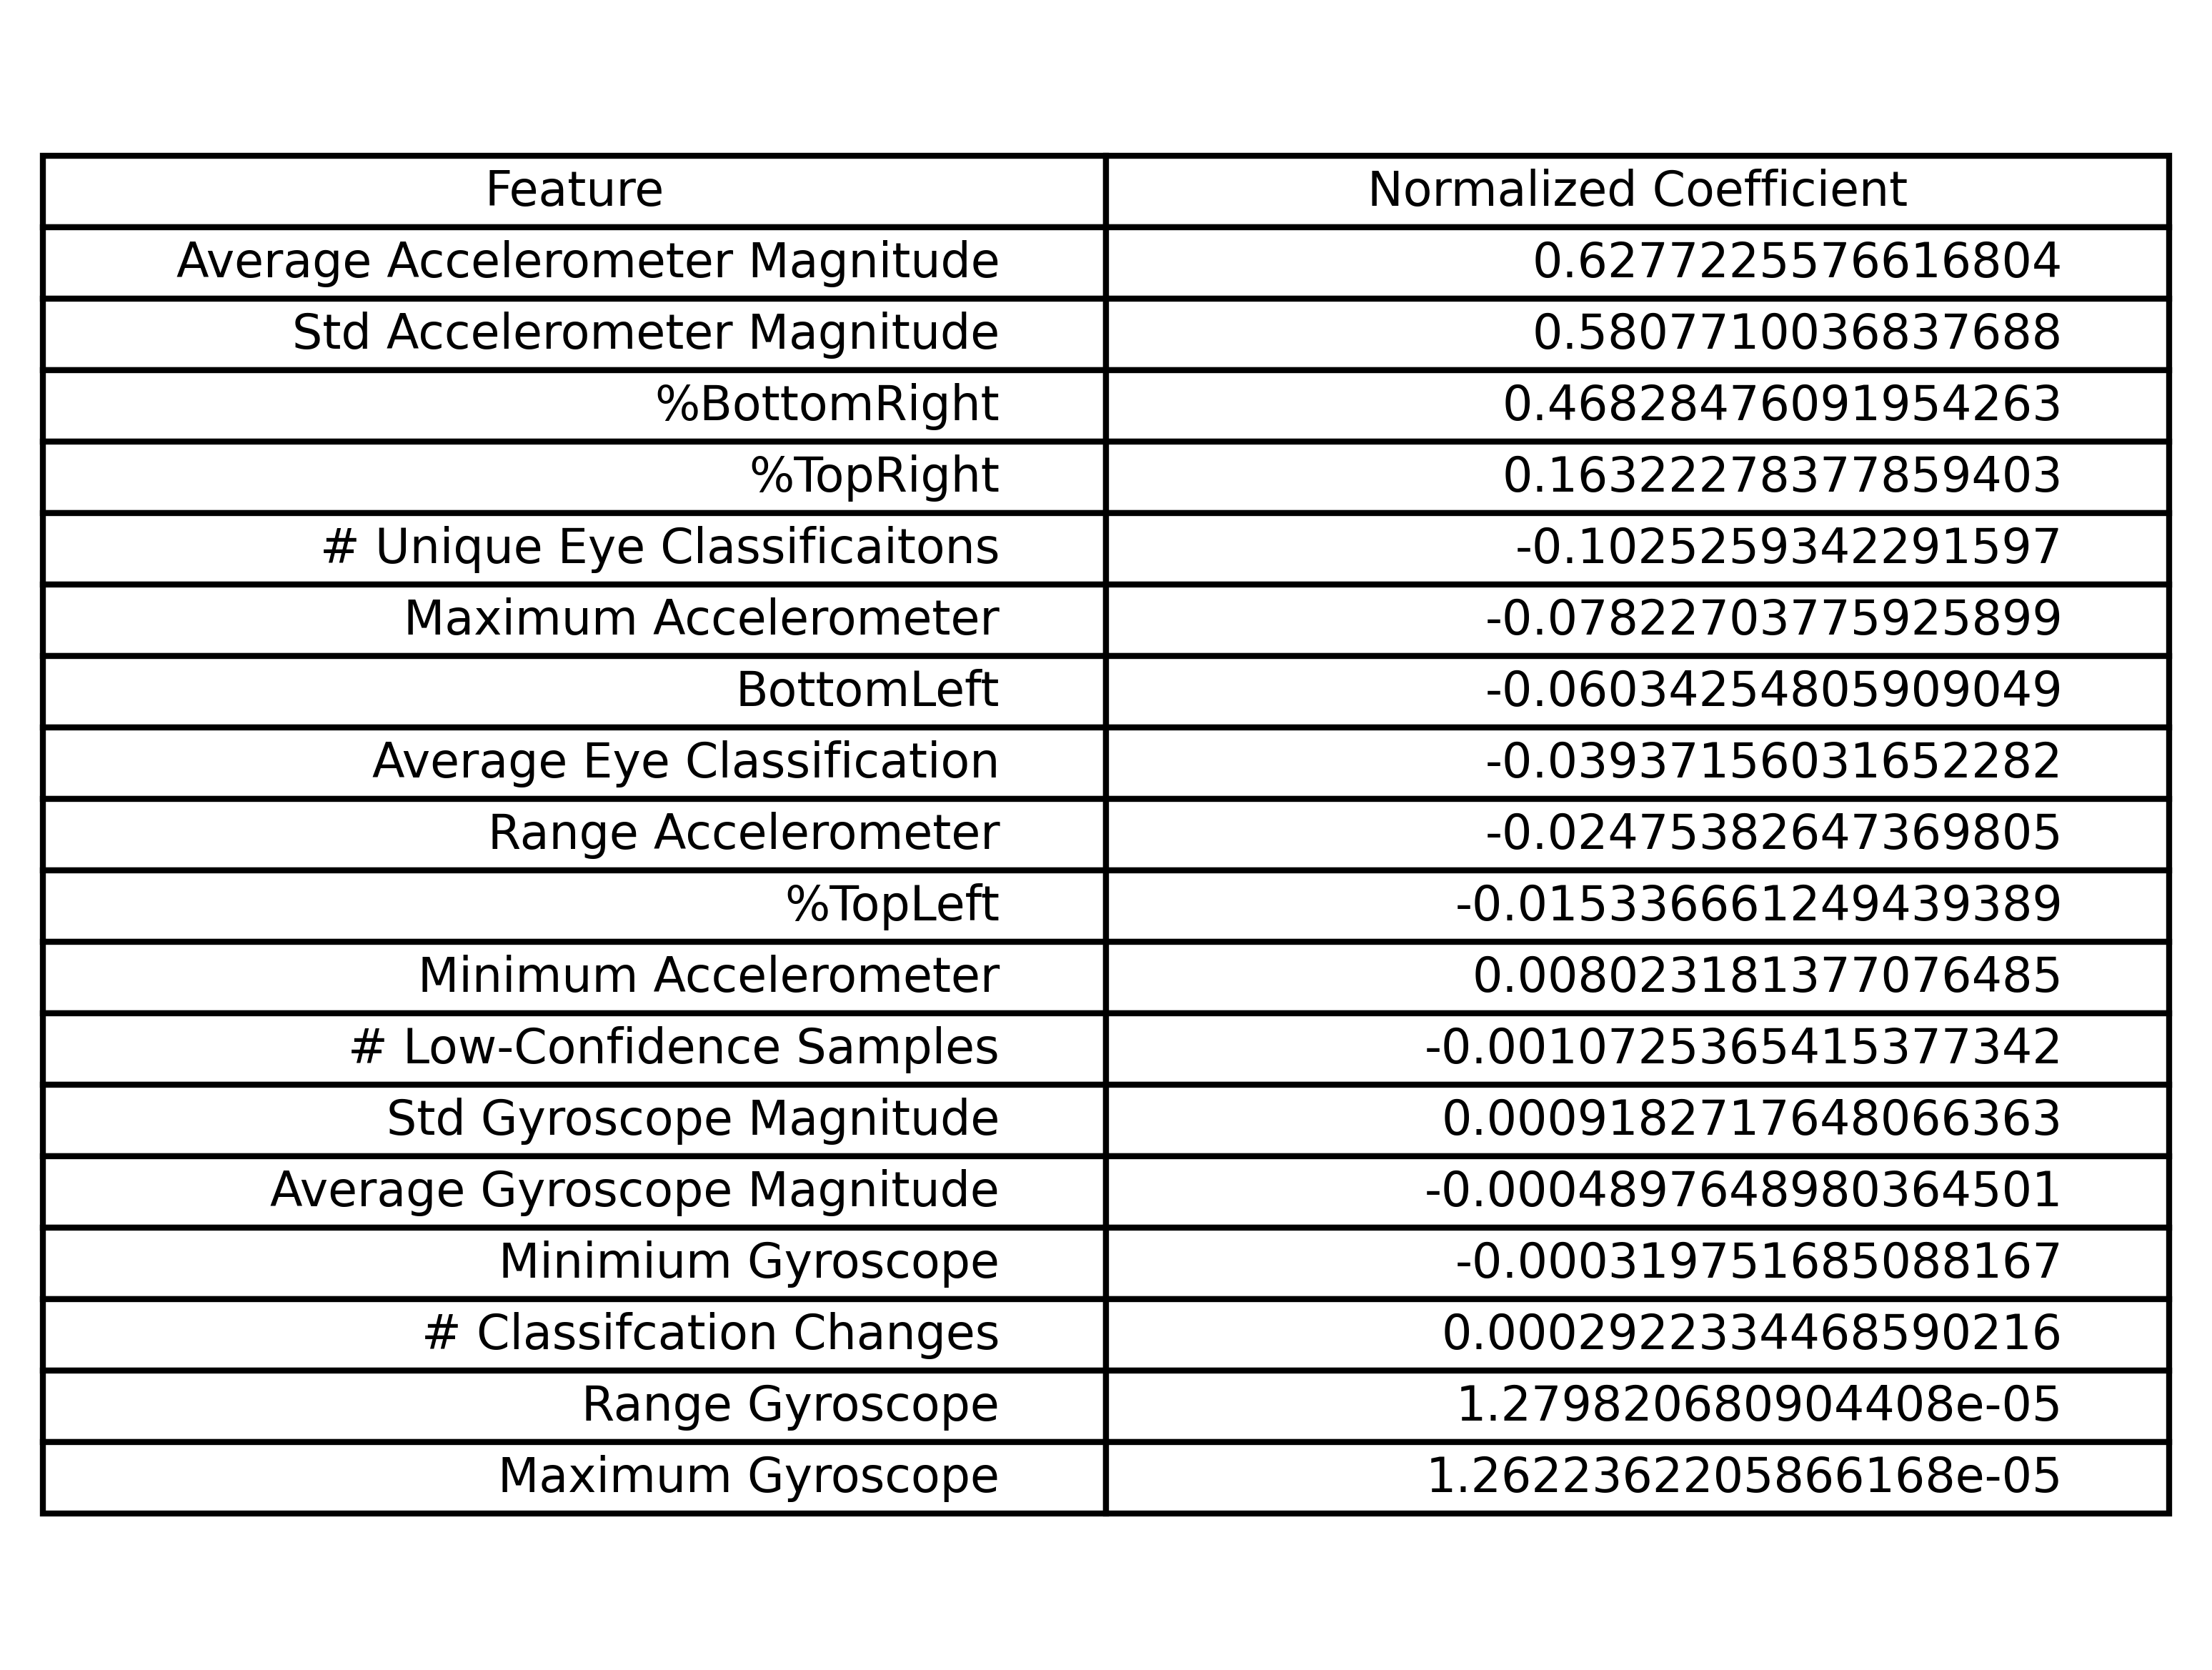 Feature Normalized Coefficient
Average Accelerometer Magnitude 0.6277225576616804
Std Accelerometer Magnitude 0.5807710036837688
%BottomRight 0.46828476091954263
%TopRight 0.16322278377859403
# Unique Eye Classificaitons -0.1025259342291597
Maximum Accelerometer -0.07822703775925899
BottomLeft -0.06034254805909049
Average Eye Classification -0.03937156031652282
Range Accelerometer -0.02475382647369805
%TopLeft -0.015336661249439389
Minimum Accelerometer 0.008023181377076485
# Low-Confidence Samples -0.0010725365415377342
Std Gyroscope Magnitude 0.0009182717648066363
Average Gyroscope Magnitude -0.0004897648980364501
Minimium Gyroscope -0.000319751685088167
# Classifcation Changes 0.0002922334468590216
Range Gyroscope 1.279820680904408e-05
Maximum Gyroscope 1.2622362205866168e-05